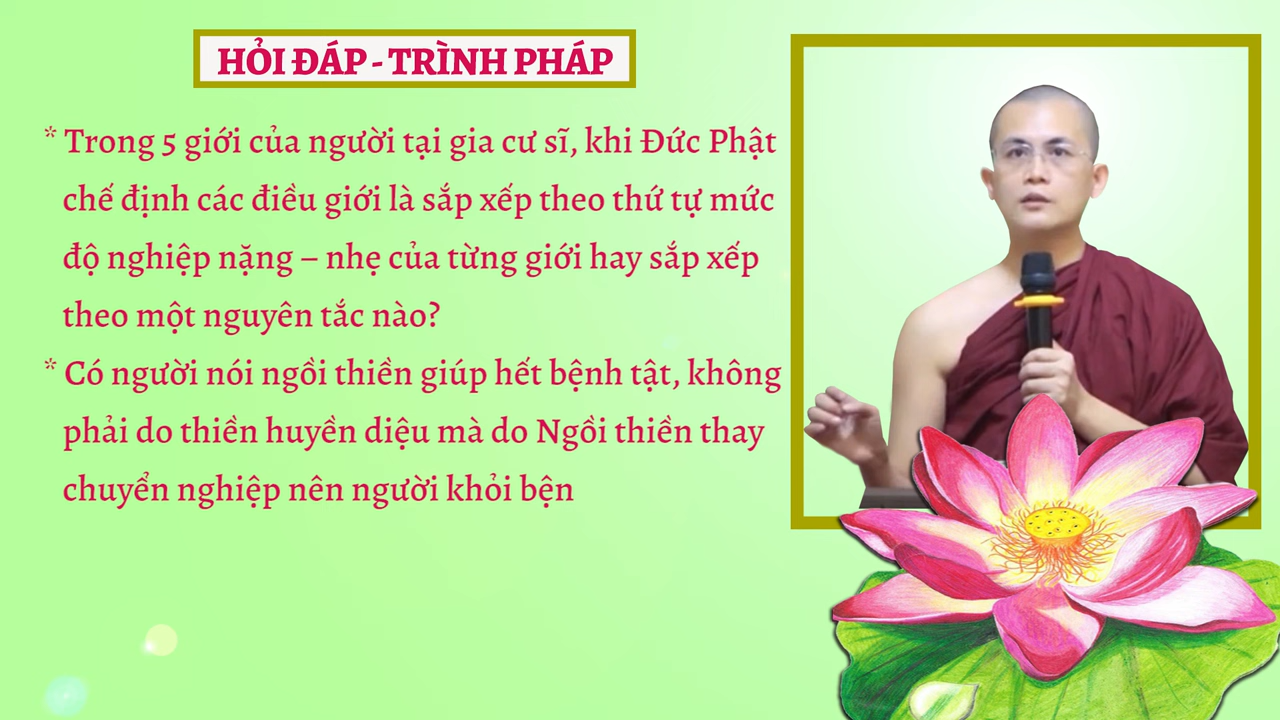 HỎI ĐÁP - TRÌNH PHÁP
* Trong 5 giới của người tại gia cư sĩ, khi Đức Phật
chế định các điều giới là sắp xếp theo thứ tự mức
độ nghiệp nặng – nhẹ của từng giới hay sắp xếp
theo một nguyên tắc nào?
* Có người nói ngồi thiền giúp hết bệnh tật, không
phải do thiền huyền diệu mà do Ngồi thiền thay
chuyển nghiệp nên người khỏi bện